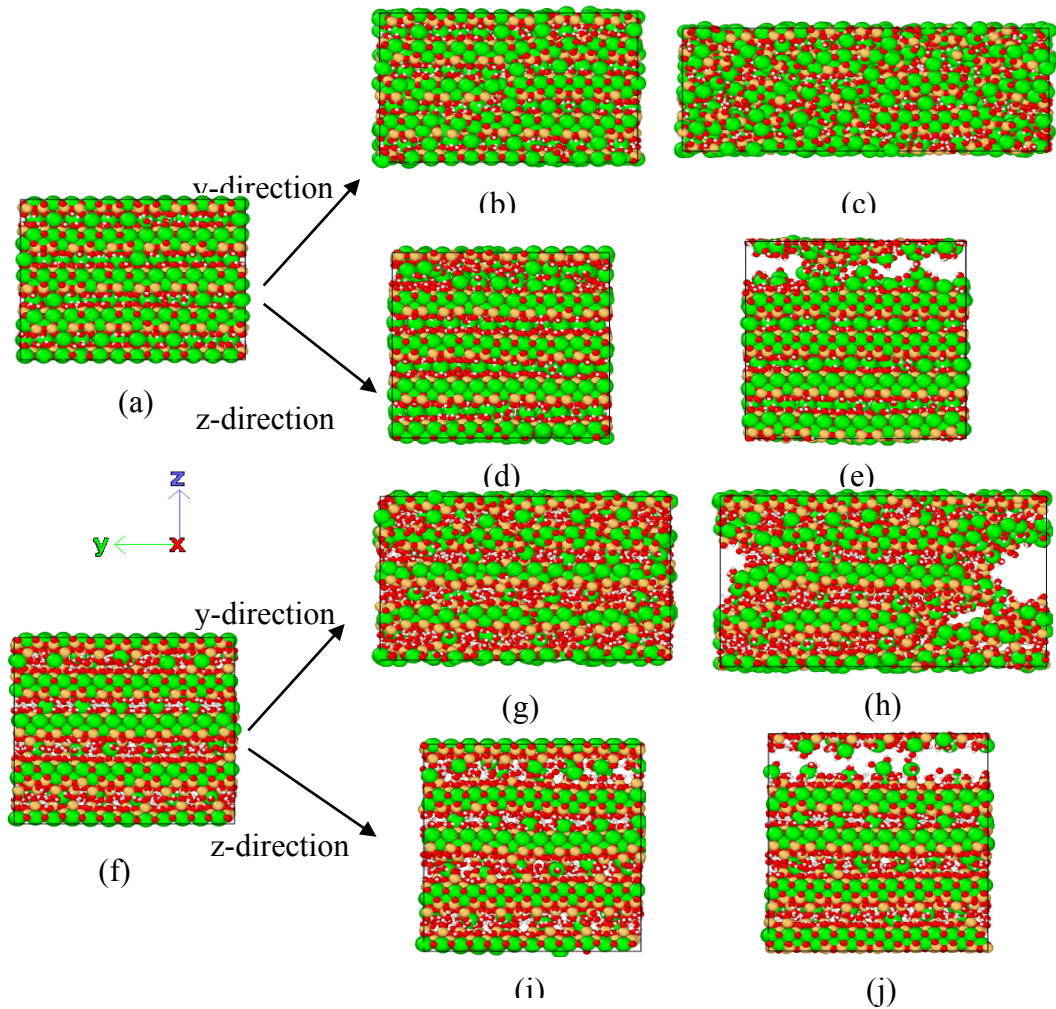 (b)
(c)
y-direction
(a)
z-direction
(d)
(e)
z
y
x
y-direction
(g)
(h)
(f)
z-direction
(i)
(j)